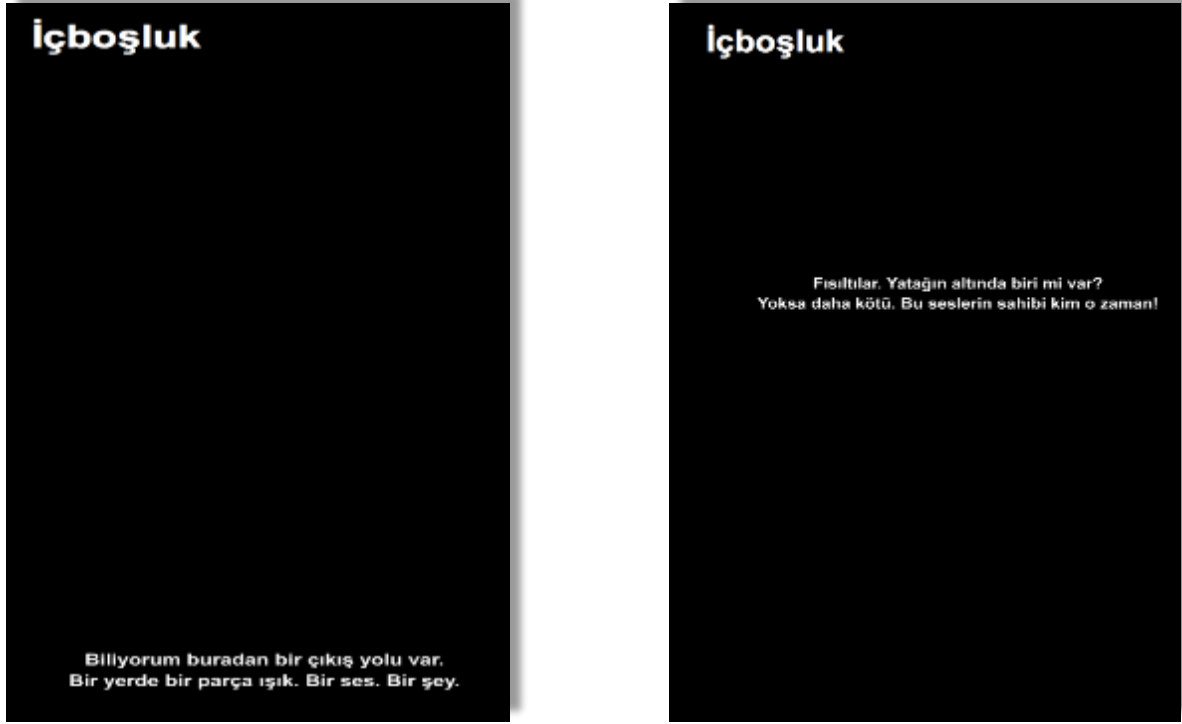 İçboşluk
Biliyorum buradan bir çıkış yolu var.
Bir yerde bir parça ışık. Bir ses. Bir şey.
İçboşluk
Fısıltılar. Yatağın altında biri mi var?
Yoksa daha kötü. Bu seslerin sahibi kim o zaman!